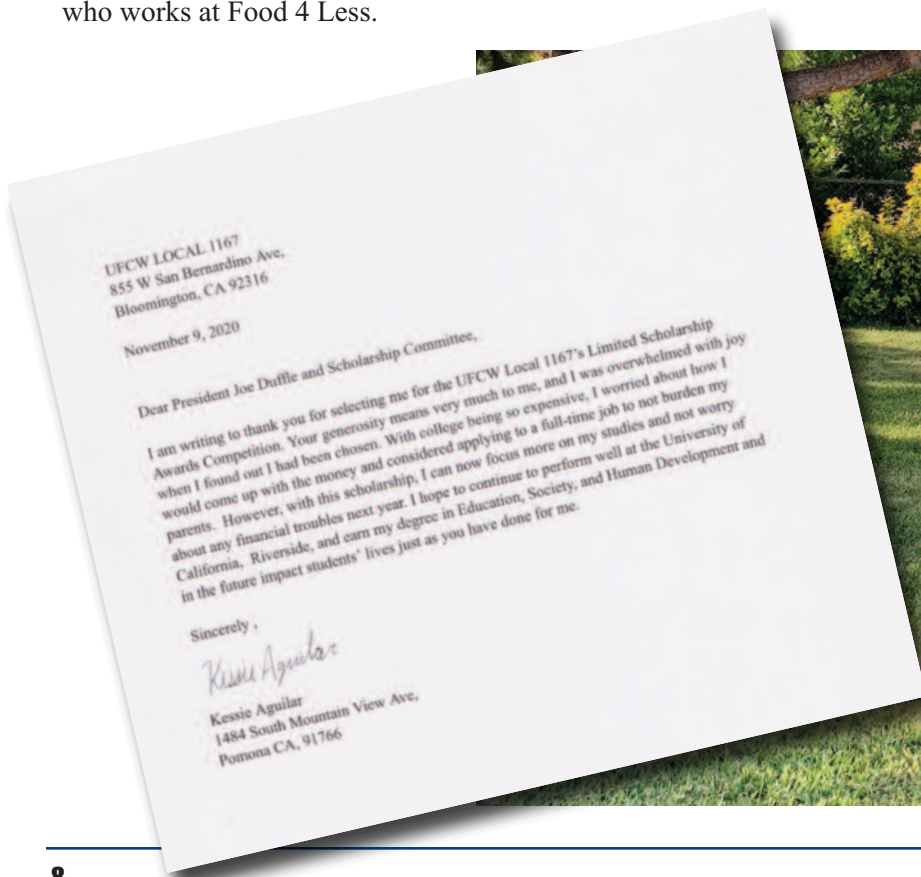 who works at Food 4 Less.
UFCW LOCAL 1167
855 W San Bernardino Ave,
Bloomington, CA 92316
November 9, 2020
Dear President Joe Duffle and Scholarship Committee,
I am writing to thank you for selecting me for the UFCW Local 1167's Limited Scholarship
Awards Competition. Your generosity means very much to me, and I was overwhelmed with joy
when I found out I had been chosen. With college being so expensive, I worried about how I
would come up with the money and considered applying to a full-time job to not burden my
parents. However, with this scholarship, I can now focus more on my studies and not worry
about any financial troubles next year. I hope to continue to perform well at the University of
California, Riverside, and earn my degree in Education, Society, and Human Development and
in the future impact students' lives just as you have done for me.
Sincerely ,
Kessie Aguilar
Kessie Aguilar
1484 South Mountain View Ave,
Pomona CA, 91766
8